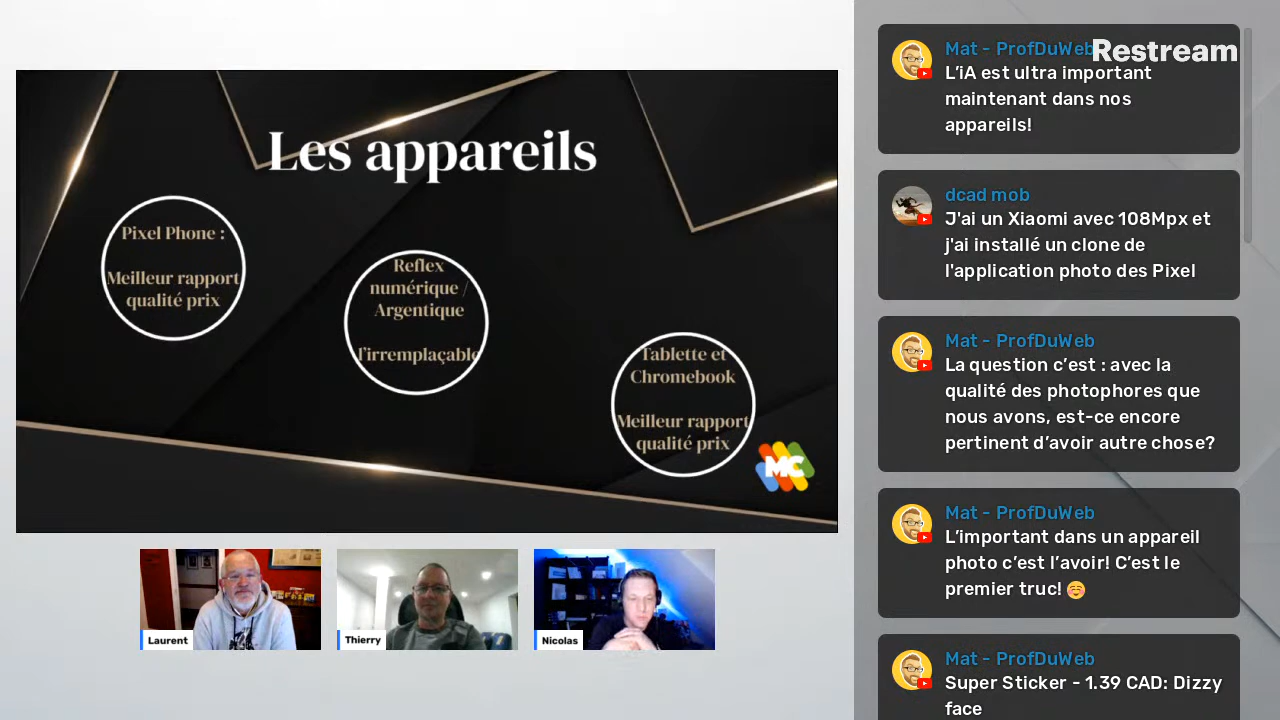 Les appareils
Pixel Phone :
Meilleur rapport
qualité prix
Reflex
numérique /
Argentique
l'irremplaçable
Tablette et
Chromebook
Meilleur rapport
qualité prix
MC
Laurent
Thierry
Nicolas
Restream
Mat - ProfDuWeb
L’iA est ultra important
maintenant dans nos
appareils!
dcad mob
J'ai un Xiaomi avec 108Mpx et
j'ai installé un clone de
l'application photo des Pixel
Mat - ProfDuWeb
La question c’est : avec la
qualité des photophores que
nous avons, est-ce encore
pertinent d’avoir autre chose?
Mat - ProfDuWeb
L’important dans un appareil
photo c’est l’avoir! C’est le
premier truc! ☺️
Mat - ProfDuWeb
Super Sticker - 1.39 CAD: Dizzy
face